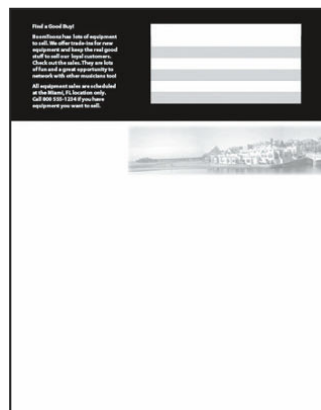 Find a Good Buy!
Boomtown has lots of equipment
to sell. We offer trade-ins for new
equipment and keep the real good
stuff to sell our loyal customers.
Check out the sales. They are lots
of fun and a great opportunity to
network with other musicians too!
All equipment sales are scheduled
at the Miami, FL location only.
Call 800 555-1234 if you have
equipment you want to sell.